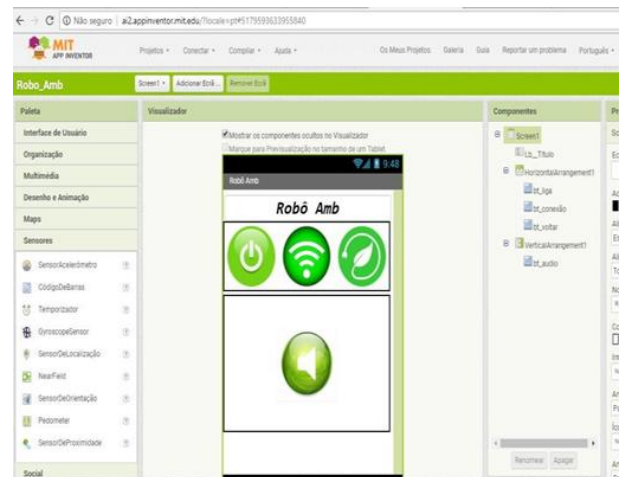 Não seguro | ai2.appinventor.mit.edu/?locale=pt#5179593633955840
MIT
APP INVENTOR
Projetos Conectar Compilar Ajuda
Os Meus Projetos Galeria Guia Reportar um problema Português
Robo_Amb
Screen1 Adicionar Ecrã ... Remover Ecrã
Paleta
Interface de Usuário
Organização
Multimédia
Desenho e Animação
Maps
Sensores
SensorAcelerómetro
CódigoDeBarras
Temporizador
GyroscopeSensor
SensorDeLocalização
NearField
SensorDeOrientação
Pedometer
SensorDeProximidade
Social
Visualizador
Mostrar os componentes ocultos no Visualizador
Marque para Previsualização no tamanho de um Tablet.
9:48
Robô Amb
Robô Amb
Componentes
Screen1
Lb_Título
HorizontalArrangement1
bt_liga
bt_conexão
bt_voltar
VerticalArrangement1
bt_audio
Renomear Apagar